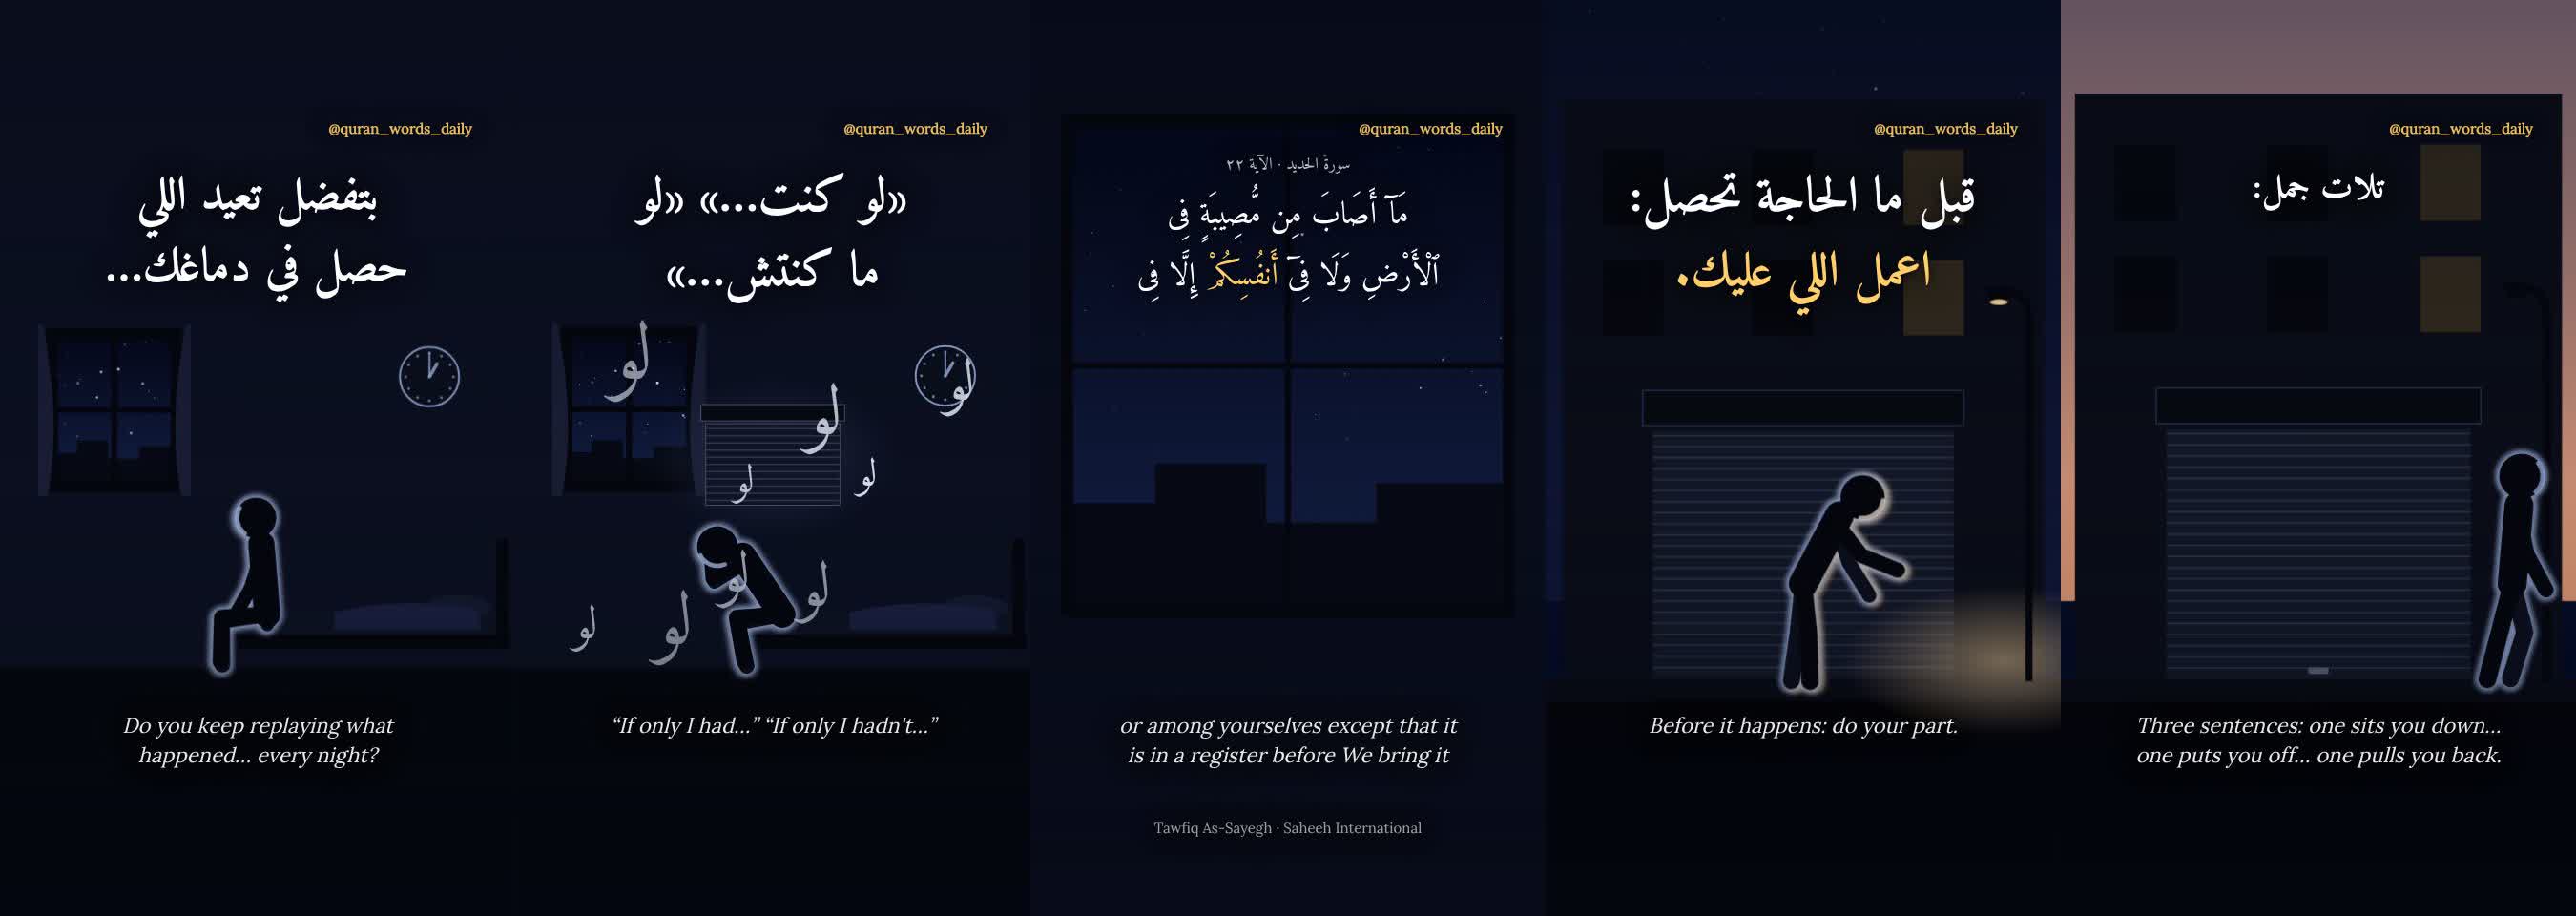 @quran_words_daily
بتفضل تعيد اللي
حصل في دماغك...
Do you keep replaying what
happened... every night?
@quran_words_daily
«لو كنت...» «لو
ما كنتش...»
لو
لو
لو
لو
لو
لو
لو
لو
لو
“If only I had...” “If only I hadn't...”
@quran_words_daily
سورة الحديد · الآية ٢٢
مَآ أَصَابَ مِن مُّصِيبَةٍ فِى
ٱلْأَرْضِ وَلَا فِىٓ أَنفُسِكُمْ إِلَّا فِى
or among yourselves except that it
is in a register before We bring it
Tawfiq As-Sayegh · Saheeh International
@quran_words_daily
قبل ما الحاجة تحصل:
اعمل اللي عليك.
Before it happens: do your part.
@quran_words_daily
تلات جمل:
Three sentences: one sits you down...
one puts you off... one pulls you back.